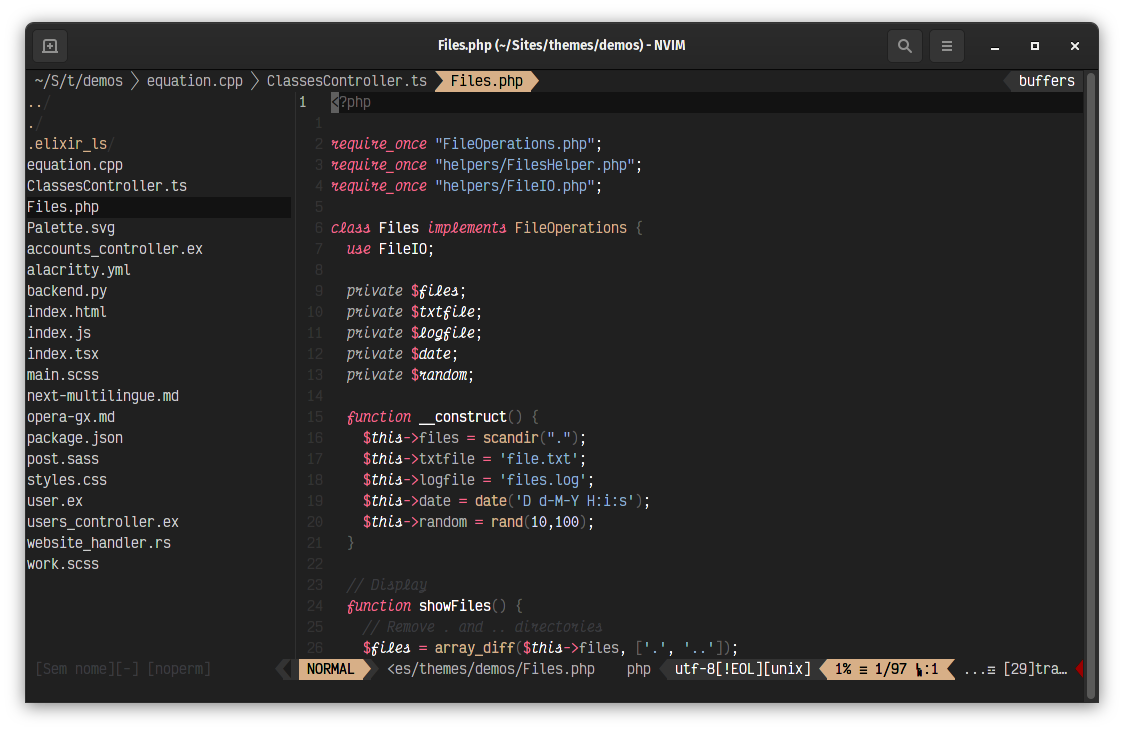 Files.php (~/Sites/themes/demos) - NVIM
~/S/t/demos equation.cpp ClassesController.ts Files.php buffers
../
./
.elixir_ls/
equation.cpp
ClassesController.ts
Files.php
Palette.svg
accounts_controller.ex
alacritty.yml
backend.py
index.html
index.js
index.tsx
main.scss
next-multilingue.md
opera-gx.md
package.json
post.sass
styles.css
user.ex
users_controller.ex
website_handler.rs
work.scss
1 <?php
1
2 require_once "FileOperations.php";
3 require_once "helpers/FilesHelper.php";
4 require_once "helpers/FileIO.php";
5
6 class Files implements FileOperations {
7 use FileIO;
8
9 private $files;
10 private $txtfile;
11 private $logfile;
12 private $date;
13 private $random;
14
15 function __construct() {
16 $this->files = scandir(".");
17 $this->txtfile = 'file.txt';
18 $this->logfile = 'files.log';
19 $this->date = date('D d-M-Y H:i:s');
20 $this->random = rand(10,100);
21 }
22
23 // Display
24 function showFiles() {
25 // Remove . and .. directories
26 $files = array_diff($this->files, ['.', '..']);
[Sem nome][-] [noperm] NORMAL <es/themes/demos/Files.php php utf-8[!EOL][unix] 1% ≡ 1/97 :1 ...☲ [29]tra…